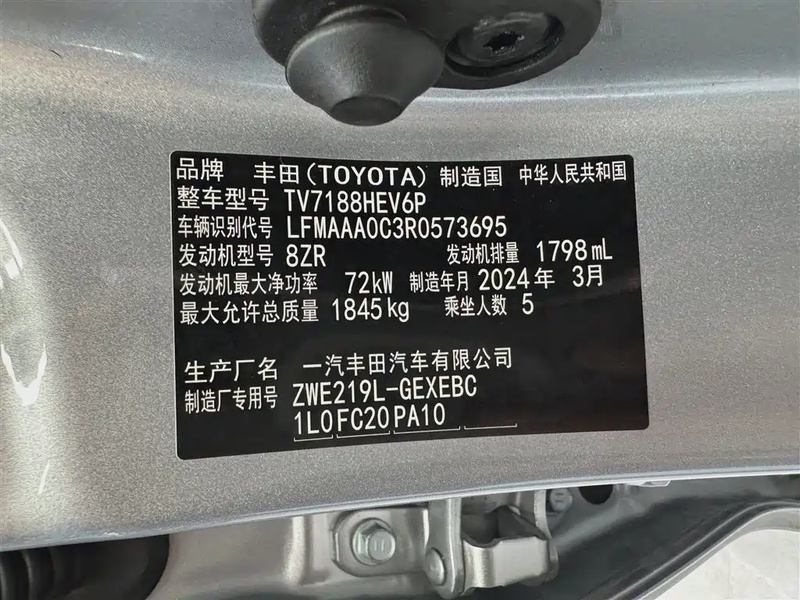 品牌 丰田(TOYOTA) 制造国 中华人民共和国
整车型号 TV7188HEV6P
车辆识别代号 LFMAAA0C3R0573695
发动机型号 8ZR 发动机排量 1798 mL
发动机最大净功率 72kW 制造年月 2024年 3月
最大允许总质量 1845kg 乘坐人数 5
生产厂名 一汽丰田汽车有限公司
制造厂专用号 ZWE219L-GEXEBC
1L0FC20PA10